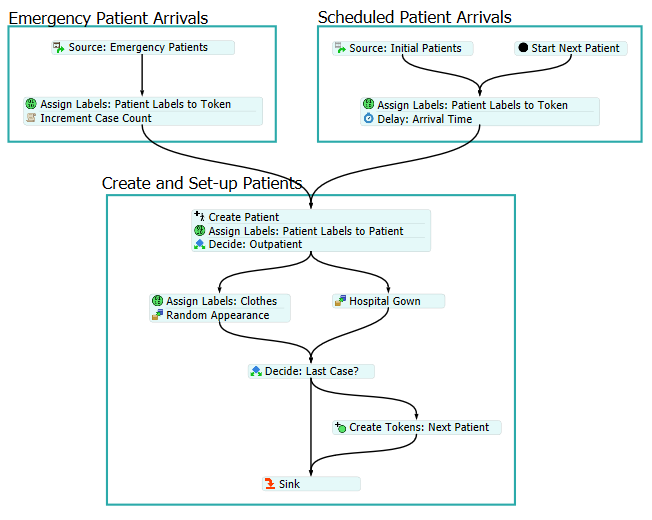 Emergency Patient Arrivals
Scheduled Patient Arrivals
Source: Emergency Patients
Source: Initial Patients
Start Next Patient
Assign Labels: Patient Labels to Token
Increment Case Count
Assign Labels: Patient Labels to Token
Delay: Arrival Time
Create and Set-up Patients
Create Patient
Assign Labels: Patient Labels to Patient
Decide: Outpatient
Assign Labels: Clothes
Random Appearance
Hospital Gown
Decide: Last Case?
Create Tokens: Next Patient
Sink